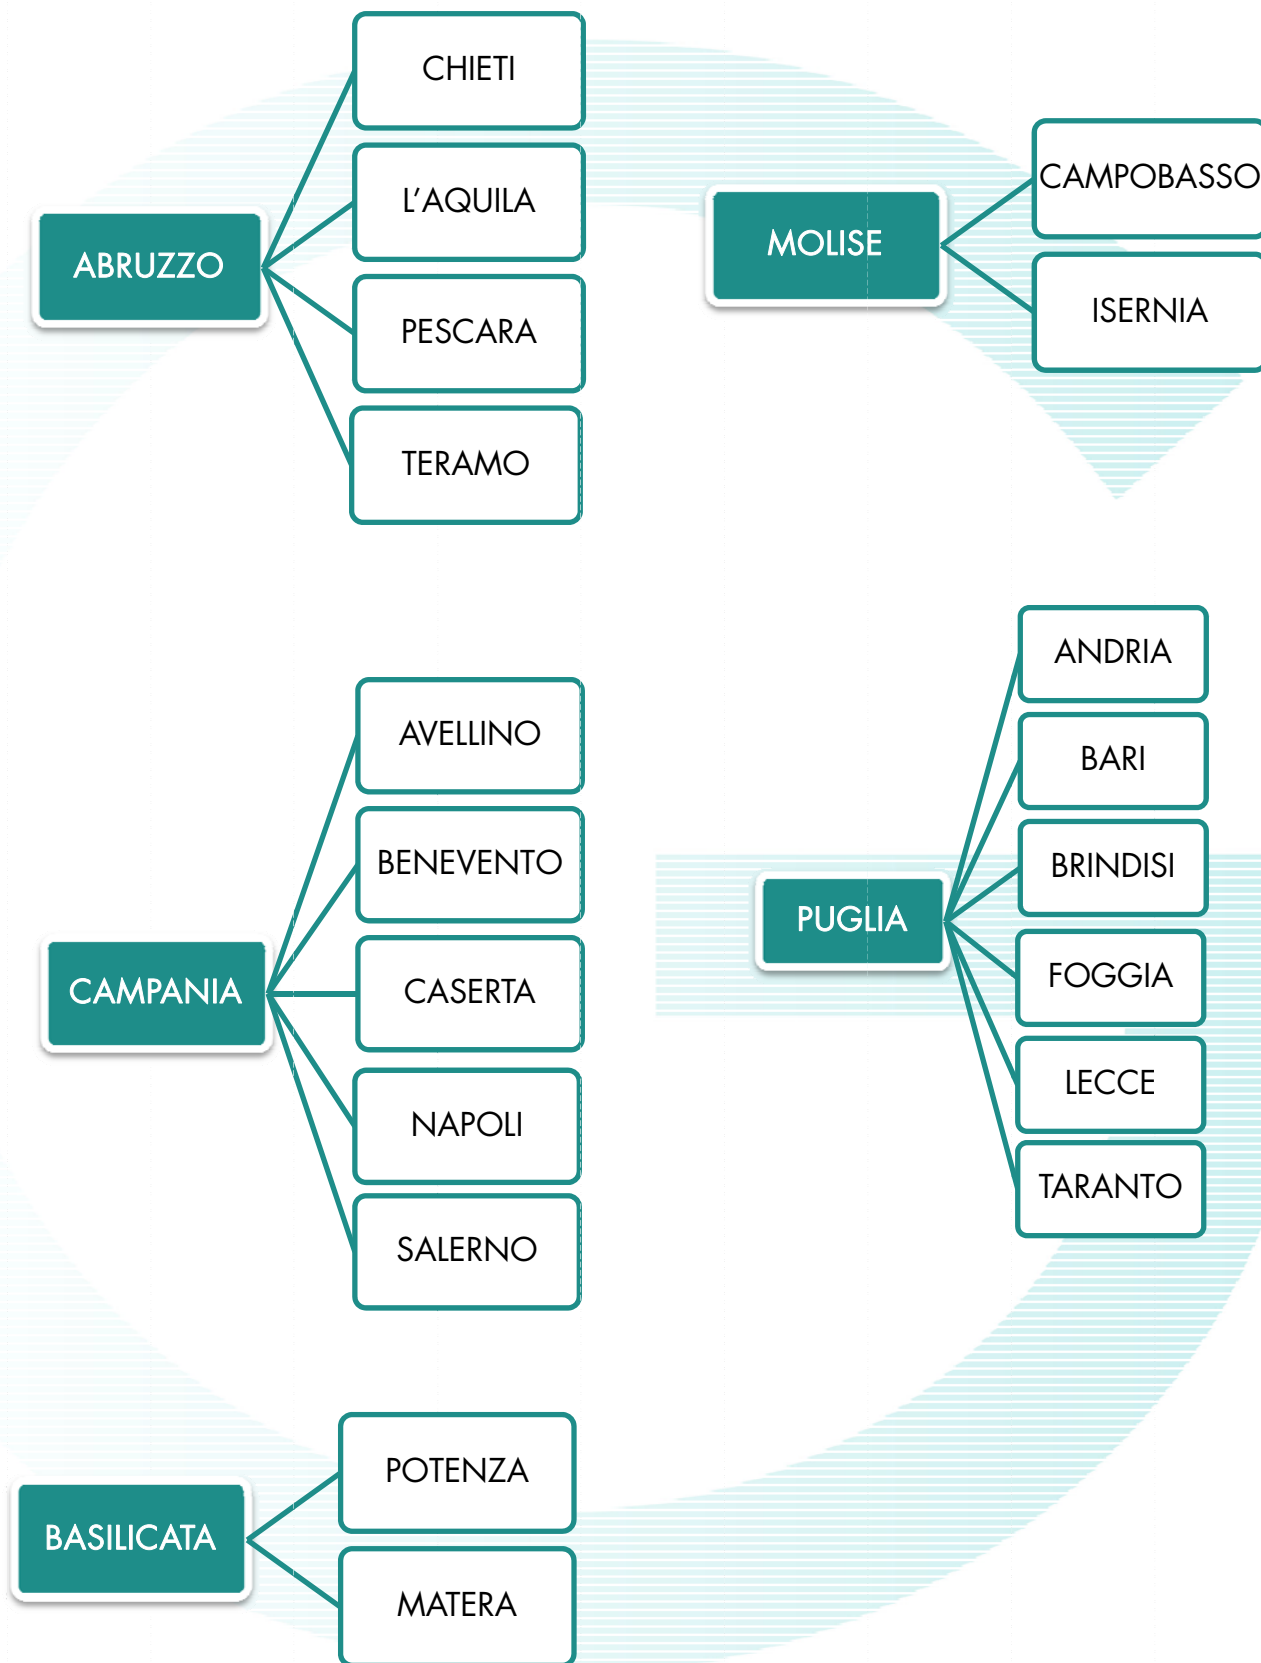 ABRUZZO
CHIETI
L'AQUILA
PESCARA
TERAMO
MOLISE
CAMPOBASSO
ISERNIA
CAMPANIA
AVELLINO
BENEVENTO
CASERTA
NAPOLI
SALERNO
PUGLIA
ANDRIA
BARI
BRINDISI
FOGGIA
LECCE
TARANTO
BASILICATA
POTENZA
MATERA